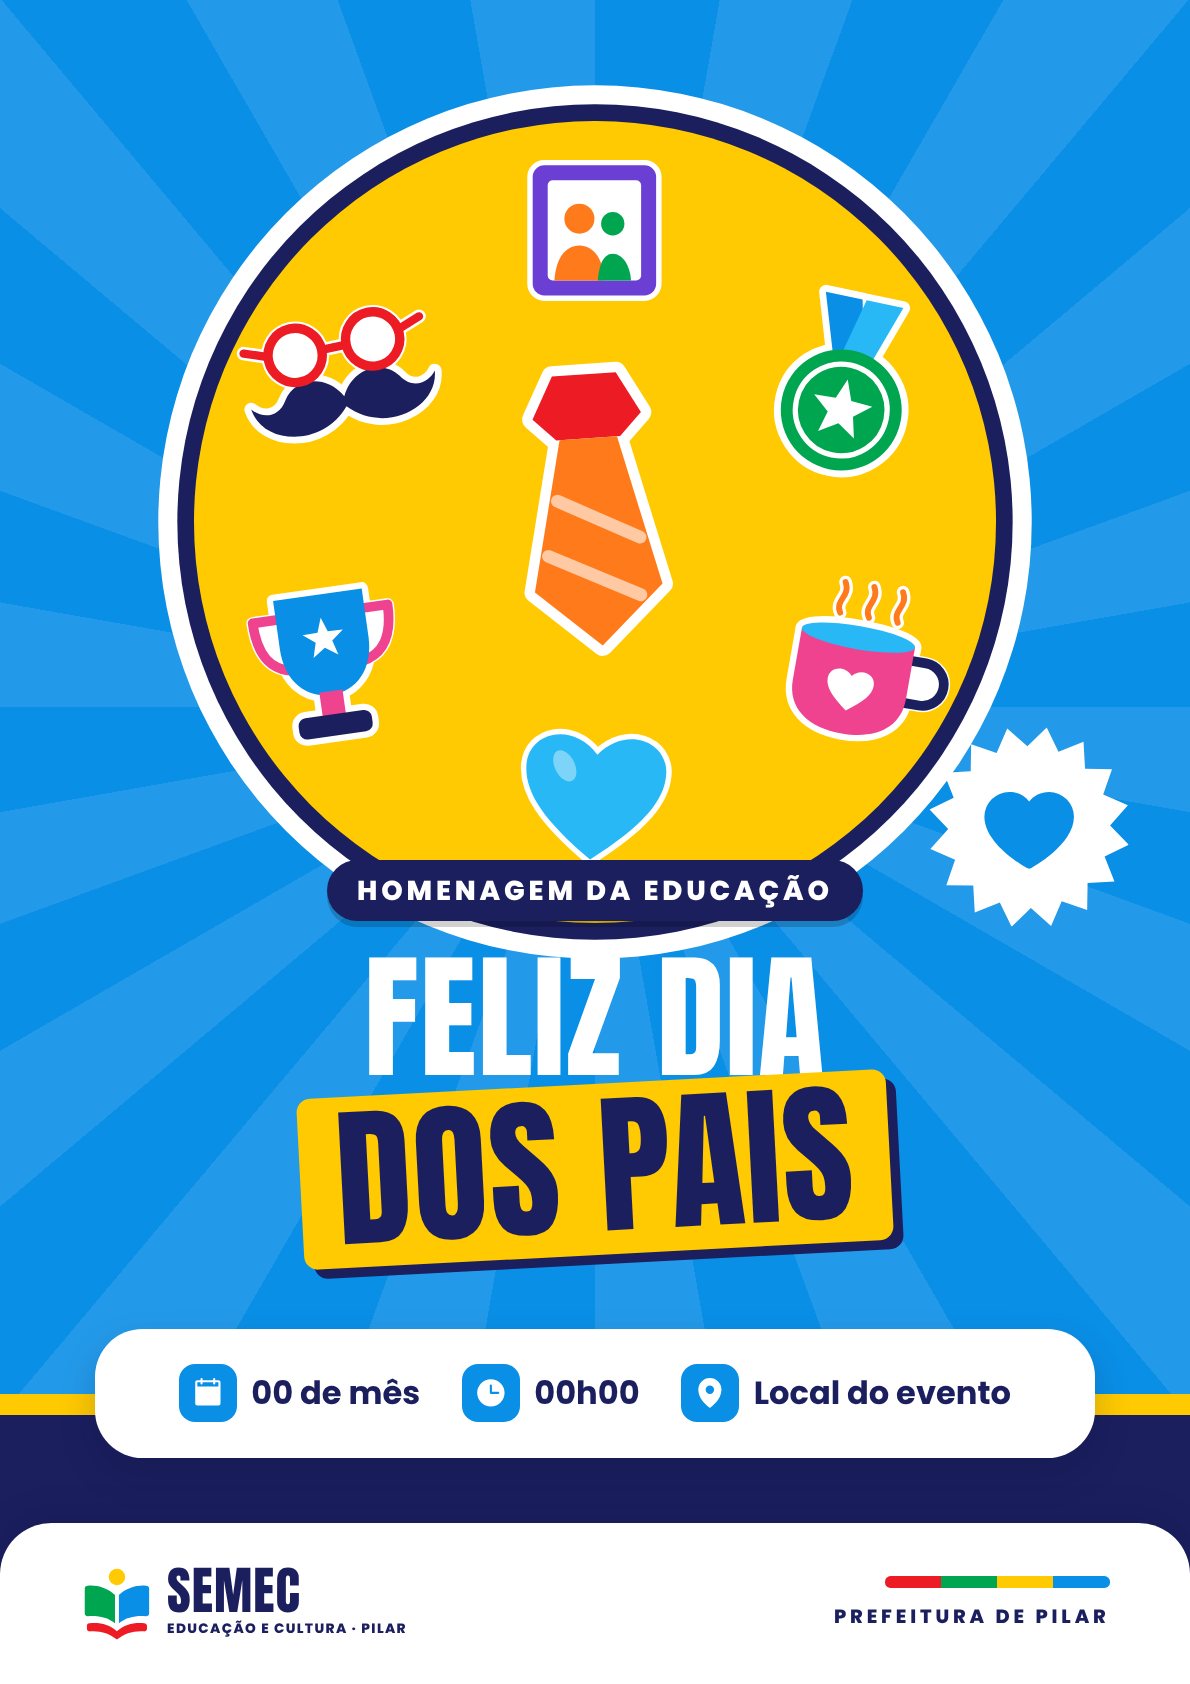 HOMENAGEM DA EDUCAÇÃO
FELIZ DIA
DOS PAIS
00 de mês
00h00
Local do evento
SEMEC
EDUCAÇÃO E CULTURA · PILAR
PREFEITURA DE PILAR